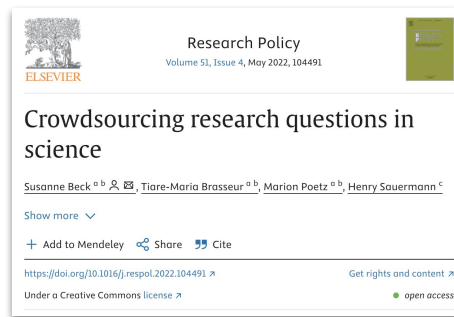 Research Policy
Volume 51, Issue 4, May 2022, 104491
ELSEVIER
Crowdsourcing research questions in
science
Susanne Beck a b, Tiare-Maria Brasseur a b, Marion Poetz a b, Henry Sauermann c
Show more
+ Add to Mendeley Share Cite
https://doi.org/10.1016/j.respol.2022.104491 Get rights and content
Under a Creative Commons license open access